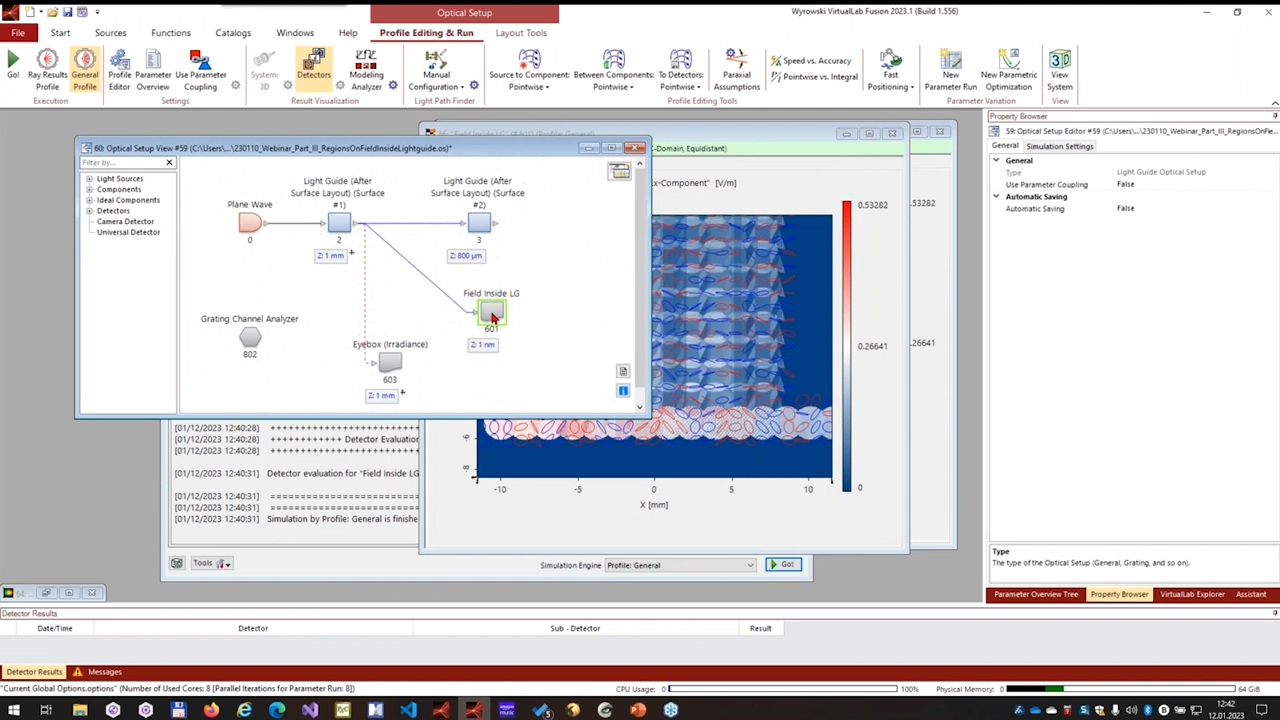 Optical Setup
Wyrowski VirtualLab Fusion 2023.1 (Build 1.556)
File
Start
Sources
Functions
Catalogs
Windows
Help
Profile Editing & Run
Layout Tools
Go!
Ray Results Profile
General Profile
Profile Editor
Parameter Overview
Use Parameter Coupling
System: 3D
Detectors
Modeling Analyzer
Manual Configuration
Source to Component: Pointwise
Between Components: Pointwise
To Detectors: Pointwise
Paraxial Assumptions
Speed vs. Accuracy
Pointwise vs. Integral
Fast Positioning
New Parameter Run
New Parametric Optimization
View System
Execution
Settings
Result Visualization
Light Path Finder
Profile Editing Tools
Parameter Variation
View
60: Optical Setup View #59 (C:\Users\...\230110_Webinar_Part_III_RegionsOnFieldInsideLightguide.os)*
Filter by...
Light Sources
Components
Ideal Components
Detectors
Camera Detector
Universal Detector
Plane Wave
0
Light Guide (After
Surface Layout) (Surface
#1)
2
Z: 1 mm
Light Guide (After
Surface Layout) (Surface
#2)
3
Z: 800 µm
Field Inside LG
601
Z: 1 nm
Grating Channel Analyzer
802
Eyebox (Irradiance)
603
Z: 1 mm
X-Domain, Equidistant)
x-Component" [V/m]
0.53282
0.26641
0
.53282
.26641
-6
-8
-10
-5
0
5
10
X [mm]
[01/12/2023 12:40:28] ++++++++++++++++
[01/12/2023 12:40:28] ++++++++++++ Detector Evaluation
[01/12/2023 12:40:28] ++++++++++++++++
[01/12/2023 12:40:31] Detector evaluation for "Field Inside LG
[01/12/2023 12:40:31] ================
[01/12/2023 12:40:31] ================
[01/12/2023 12:40:31] Simulation by Profile: General is finishe
Tools
Simulation Engine
Profile: General
Go!
Property Browser
59: Optical Setup Editor #59 (C:\Users\...\230110_Webinar_Part_III_RegionsOnFie
General
Simulation Settings
General
Type
Light Guide Optical Setup
Use Parameter Coupling
False
Automatic Saving
Automatic Saving
False
Type
The type of the Optical Setup (General, Grating, and so on).
Parameter Overview Tree
Property Browser
VirtualLab Explorer
Assistant
Detector Results
Date/Time
Detector
Sub - Detector
Result
Detector Results
Messages
"Current Global Options.options" (Number of Used Cores: 8 [Parallel Iterations for Parameter Run: 8])
CPU Usage: 0
100%
Physical Memory: 0
64 GB
12:42
12.01.2023